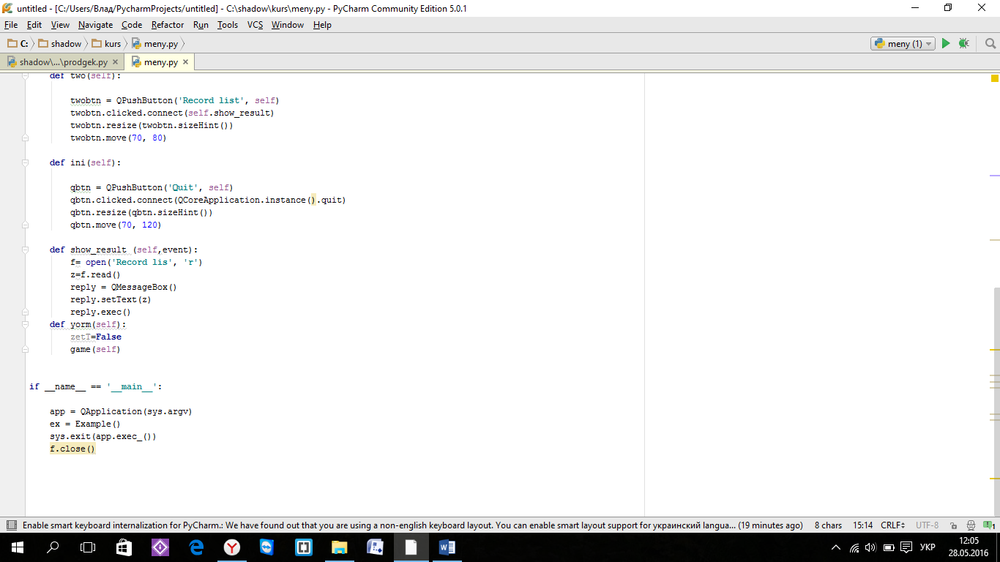 untitled - [C:/Users/Влад/PycharmProjects/untitled] - C:\shadow\kurs\meny.py - PyCharm Community Edition 5.0.1
File Edit View Navigate Code Refactor Run Tools VCS Window Help
C: shadow kurs meny.py meny (1)
shadow\...\prodgek.py meny.py
def two(self):
twobtn = QPushButton('Record list', self)
twobtn.clicked.connect(self.show_result)
twobtn.resize(twobtn.sizeHint())
twobtn.move(70, 80)
def ini(self):
qbtn = QPushButton('Quit', self)
qbtn.clicked.connect(QCoreApplication.instance().quit)
qbtn.resize(qbtn.sizeHint())
qbtn.move(70, 120)
def show_result (self,event):
f= open('Record lis', 'r')
z=f.read()
reply = QMessageBox()
reply.setText(z)
reply.exec()
def yorm(self):
zetT=False
game(self)
if __name__ == '__main__':
app = QApplication(sys.argv)
ex = Example()
sys.exit(app.exec_())
f.close()
Enable smart keyboard internalization for PyCharm.: We have found out that you are using a non-english keyboard layout. You can enable smart layout support for украинский langua... (19 minutes ago) 8 chars 15:14 CRLF UTF-8 1
УКР 12:05
28.05.2016